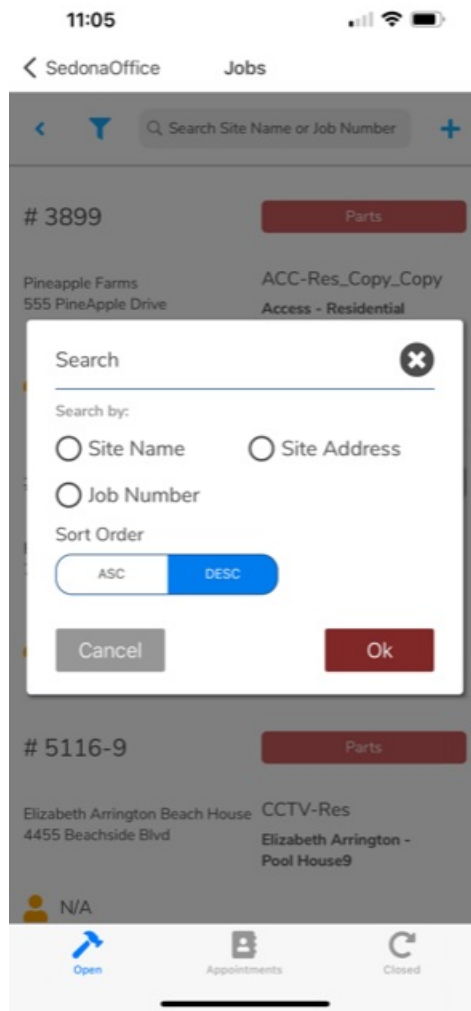 11:05
SedonaOffice Jobs
Search Site Name or Job Number
# 3899 Parts
Pineapple Farms ACC-Res_Copy_Copy
555 PineApple Drive Access - Residential
Search
Search by:
Site Name Site Address
Job Number
Sort Order
ASC DESC
Cancel Ok
# 5116-9 Parts
Elizabeth Arrington Beach House CCTV-Res
4455 Beachside Blvd Elizabeth Arrington -
Pool House9
N/A
Open Appointments Closed